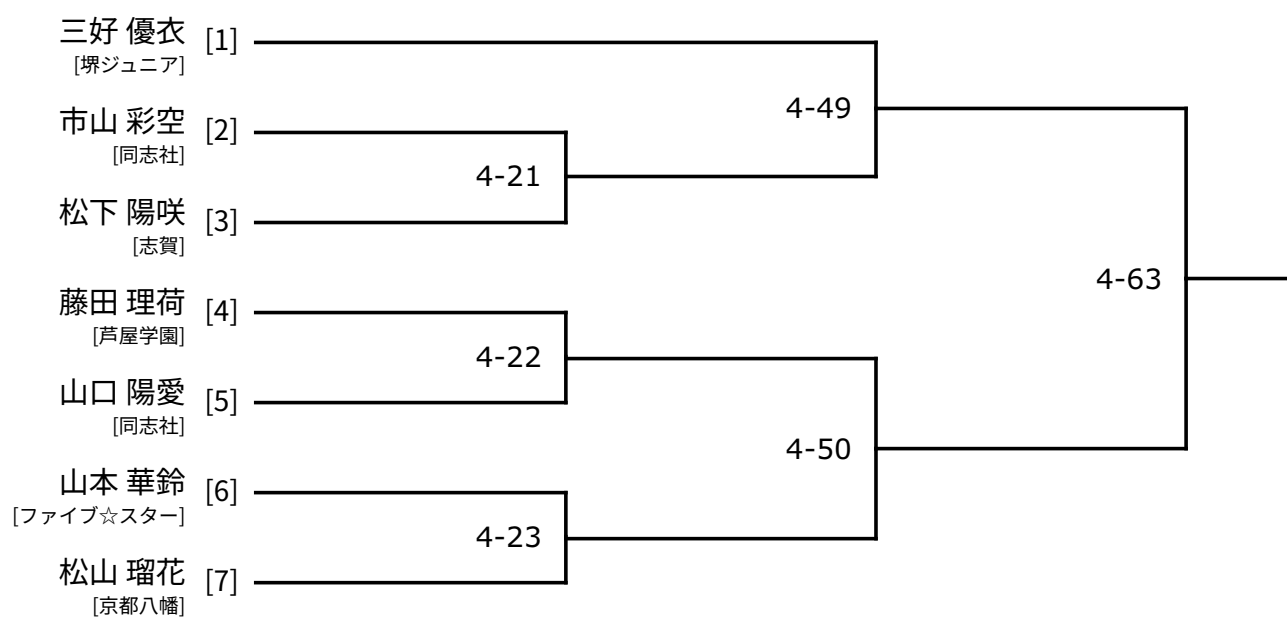 三好 優衣 [1]
[堺ジュニア]
4-49
市山 彩空 [2]
[同志社]
4-21
松下 陽咲 [3]
[志賀]
4-63
藤田 理荷 [4]
[芦屋学園]
4-22
山口 陽愛 [5]
[同志社]
4-50
山本 華鈴 [6]
[ファイブ☆スター]
4-23
松山 瑠花 [7]
[京都八幡]